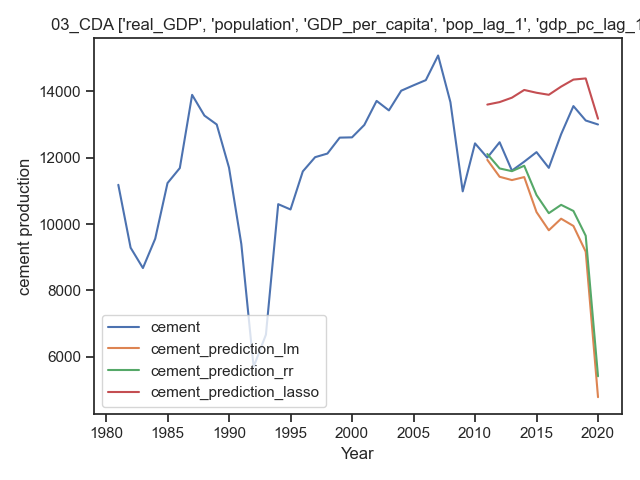 03_CDA ['real_GDP', 'population', 'GDP_per_capita', 'pop_lag_1', 'gdp_pc_lag_1
cement production
14000
12000
10000
8000
6000
cement
cement_prediction_lm
cement_prediction_rr
cement_prediction_lasso
1980 1985 1990 1995 2000 2005 2010 2015 2020
Year